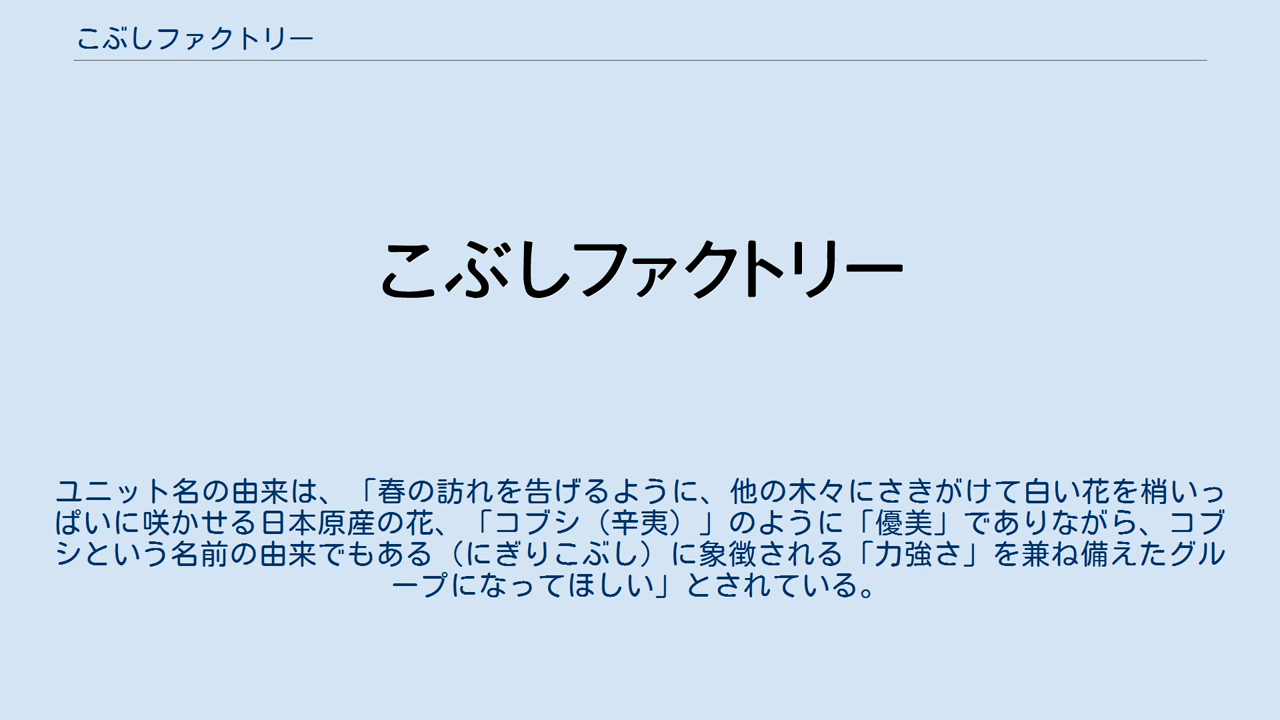 こぶしファクトリー
こぶしファクトリー
ユニット名の由来は、「春の訪れを告げるように、他の木々にさきがけて白い花を梢いっ
ぱいに咲かせる日本原産の花、「コブシ（辛夷）」のように「優美」でありながら、コブ
シという名前の由来でもある（にぎりこぶし）に象徴される「力強さ」を兼ね備えたグル
ープになってほしい」とされている。